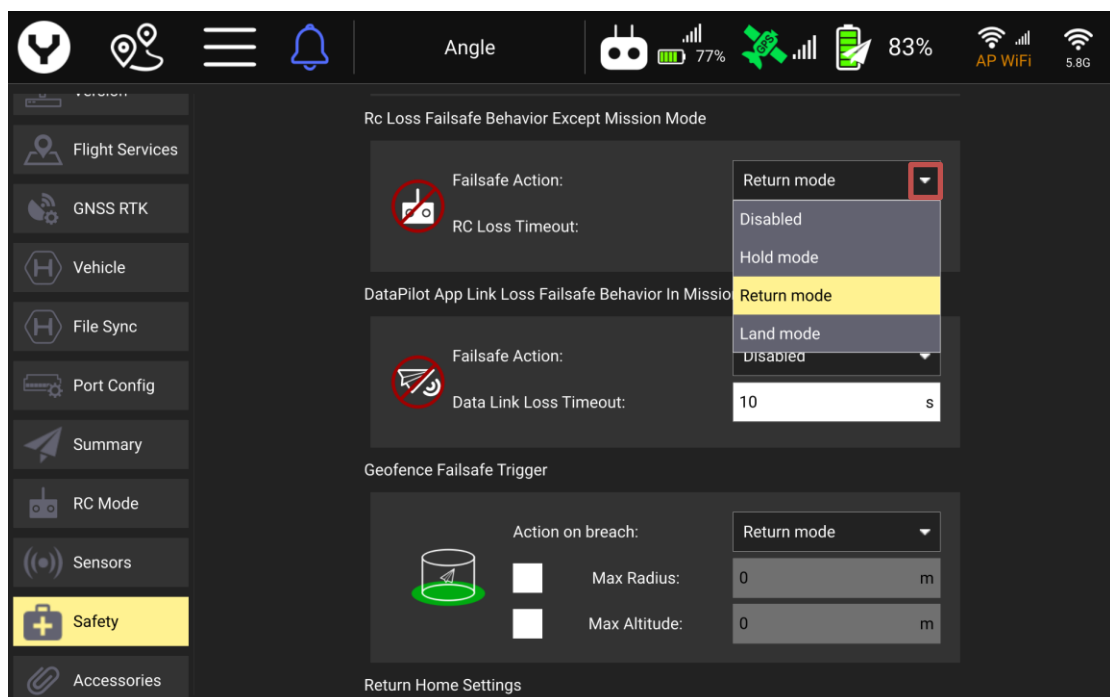 Angle
77%
GPS
83%
AP WiFi
5.8G
Version
Flight Services
GNSS RTK
Vehicle
File Sync
Port Config
Summary
RC Mode
Sensors
Safety
Accessories
Rc Loss Failsafe Behavior Except Mission Mode
Failsafe Action:
Return mode
RC Loss Timeout:
Disabled
Hold mode
Return mode
Land mode
DataPilot App Link Loss Failsafe Behavior In Missio
Failsafe Action:
Disabled
Data Link Loss Timeout:
10 s
Geofence Failsafe Trigger
Action on breach:
Return mode
Max Radius:
0 m
Max Altitude:
0 m
Return Home Settings